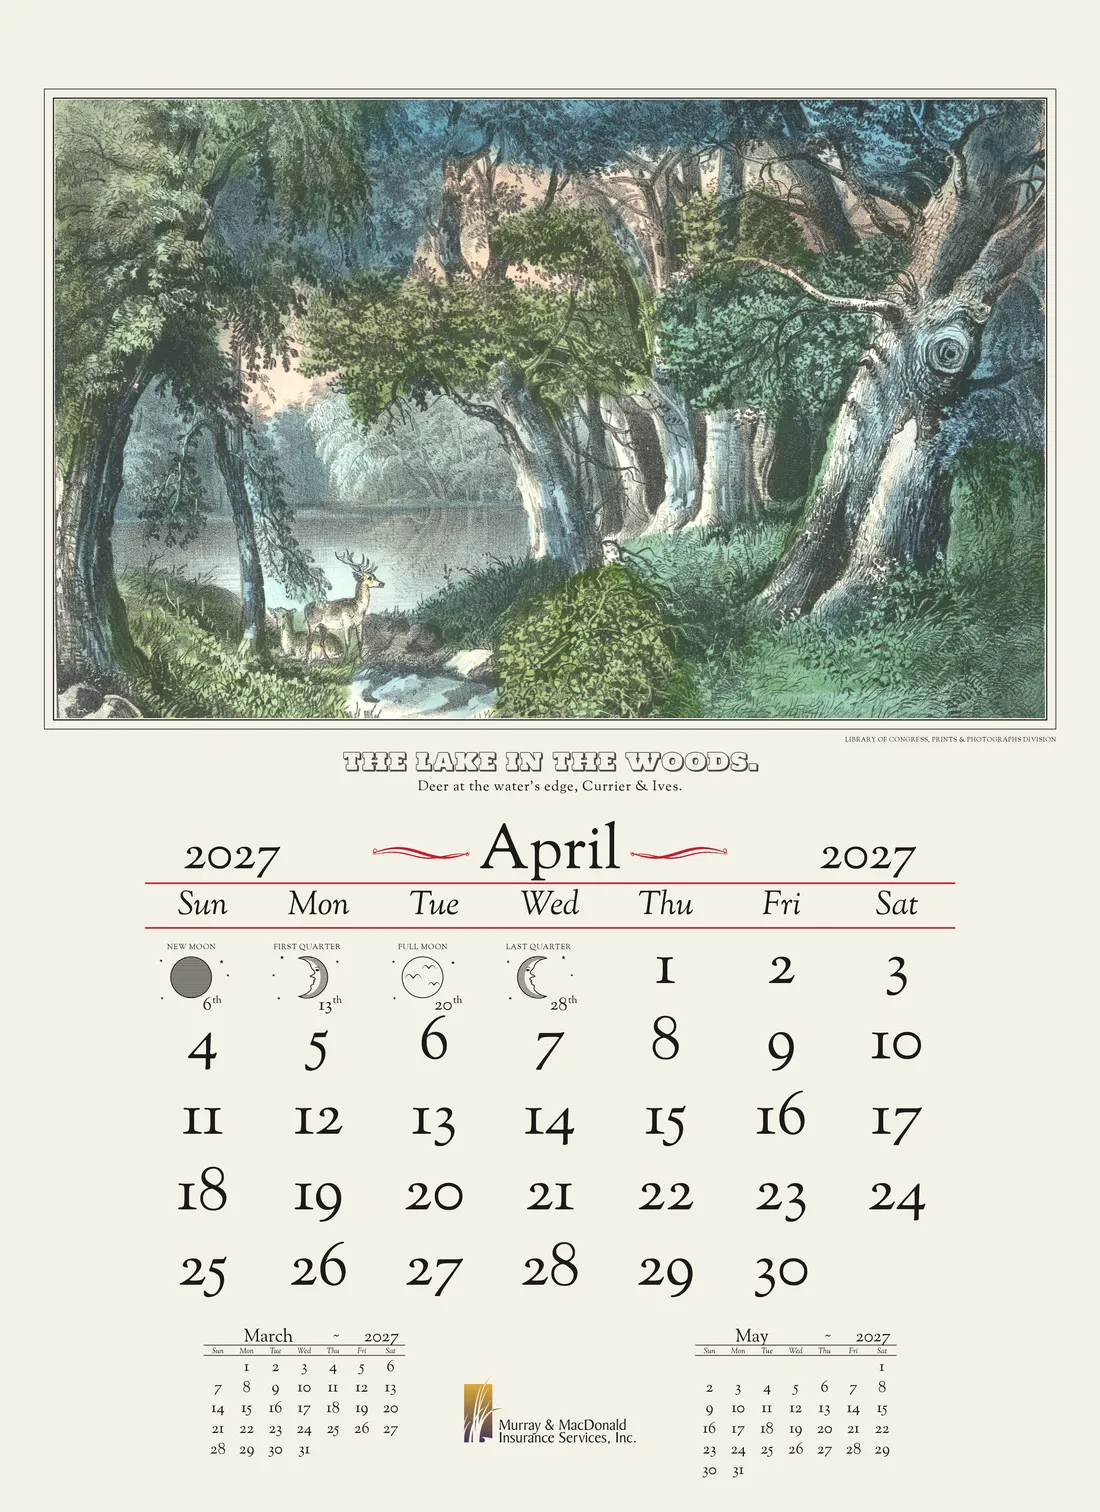 LIBRARY OF CONGRESS, PRINTS & PHOTOGRAPHS DIVISION
THE LAKE IN THE WOODS.
Deer at the water's edge, Currier & Ives.
2027 April 2027
Sun Mon Tue Wed Thu Fri Sat
NEW MOON FIRST QUARTER FULL MOON LAST QUARTER
6th 13th 20th 28th
1 2 3
4 5 6 7 8 9 10
11 12 13 14 15 16 17
18 19 20 21 22 23 24
25 26 27 28 29 30
March ~ 2027
Sun Mon Tue Wed Thu Fri Sat
1 2 3 4 5 6
7 8 9 10 11 12 13
14 15 16 17 18 19 20
21 22 23 24 25 26 27
28 29 30 31
Murray & MacDonald
Insurance Services, Inc.
May ~ 2027
Sun Mon Tue Wed Thu Fri Sat
1
2 3 4 5 6 7 8
9 10 11 12 13 14 15
16 17 18 19 20 21 22
23 24 25 26 27 28 29
30 31